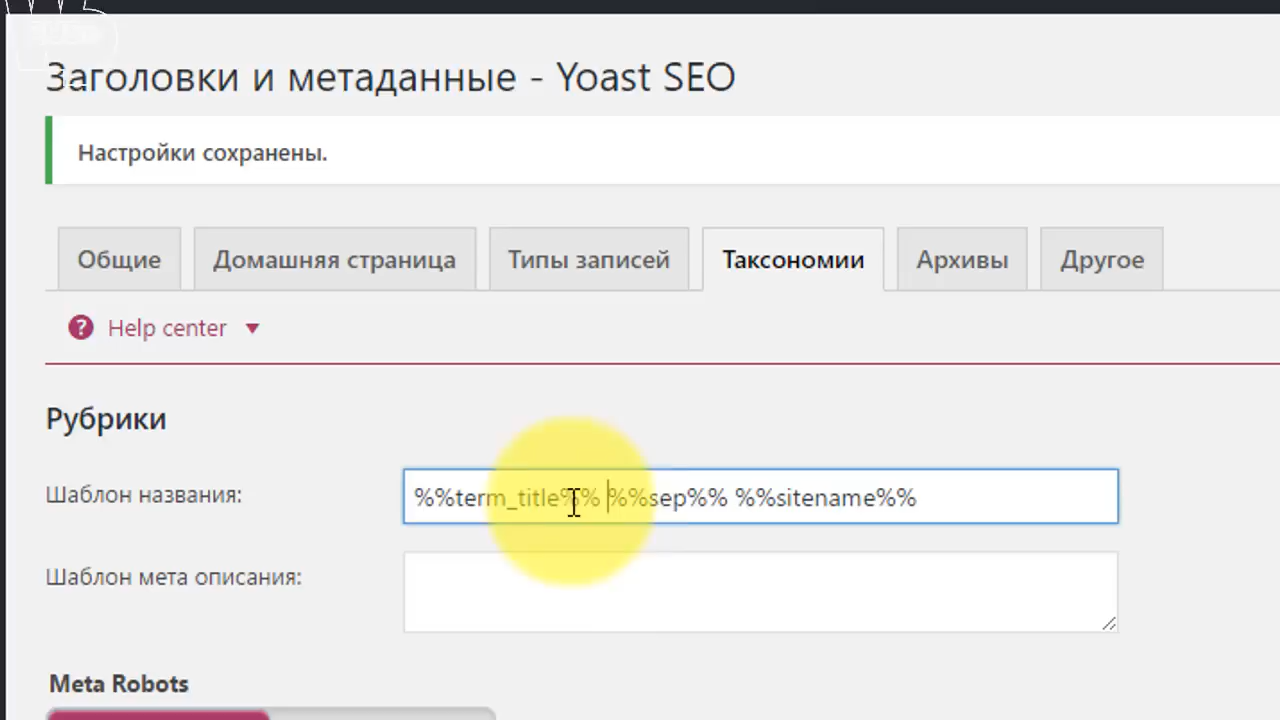 Заголовки и метаданные - Yoast SEO
Настройки сохранены.
Общие Домашняя страница Типы записей Таксономии Архивы Другое
? Help center
Рубрики
Шаблон названия: %%term_title%% %%sep%% %%sitename%%
Шаблон мета описания:
Meta Robots